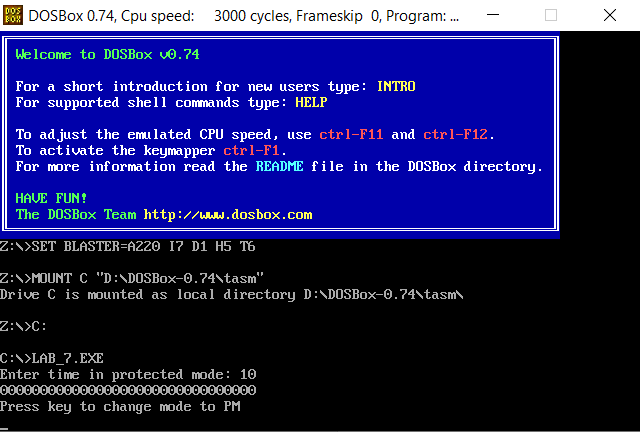 DOS BOX
DOSBox 0.74, Cpu speed:    3000 cycles, Frameskip  0, Program: ...
Welcome to DOSBox v0.74
For a short introduction for new users type: INTRO
For supported shell commands type: HELP
To adjust the emulated CPU speed, use ctrl-F11 and ctrl-F12.
To activate the keymapper ctrl-F1.
For more information read the README file in the DOSBox directory.
HAVE FUN!
The DOSBox Team http://www.dosbox.com
Z:\>SET BLASTER=A220 I7 D1 H5 T6
Z:\>MOUNT C "D:\DOSBox-0.74\tasm"
Drive C is mounted as local directory D:\DOSBox-0.74\tasm\
Z:\>C:
C:\>LAB_7.EXE
Enter time in protected mode: 10
00000000000000000000000000000000
Press key to change mode to PM